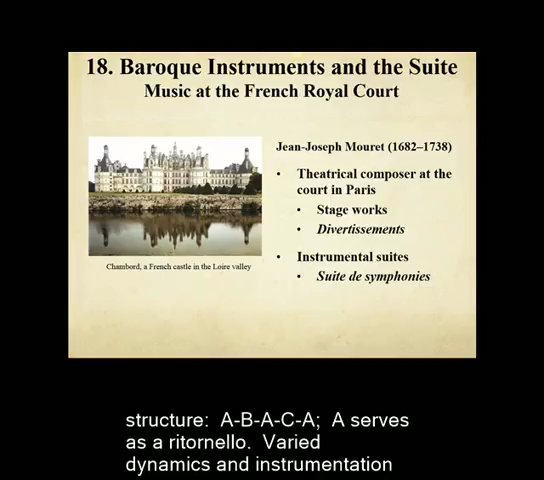 18. Baroque Instruments and the Suite
Music at the French Royal Court
Jean-Joseph Mouret (1682–1738)
• Theatrical composer at the
court in Paris
• Stage works
• Divertissements
• Instrumental suites
• Suite de symphonies
Chambord, a French castle in the Loire valley
structure:  A-B-A-C-A;  A serves
as a ritornello.  Varied
dynamics and instrumentation